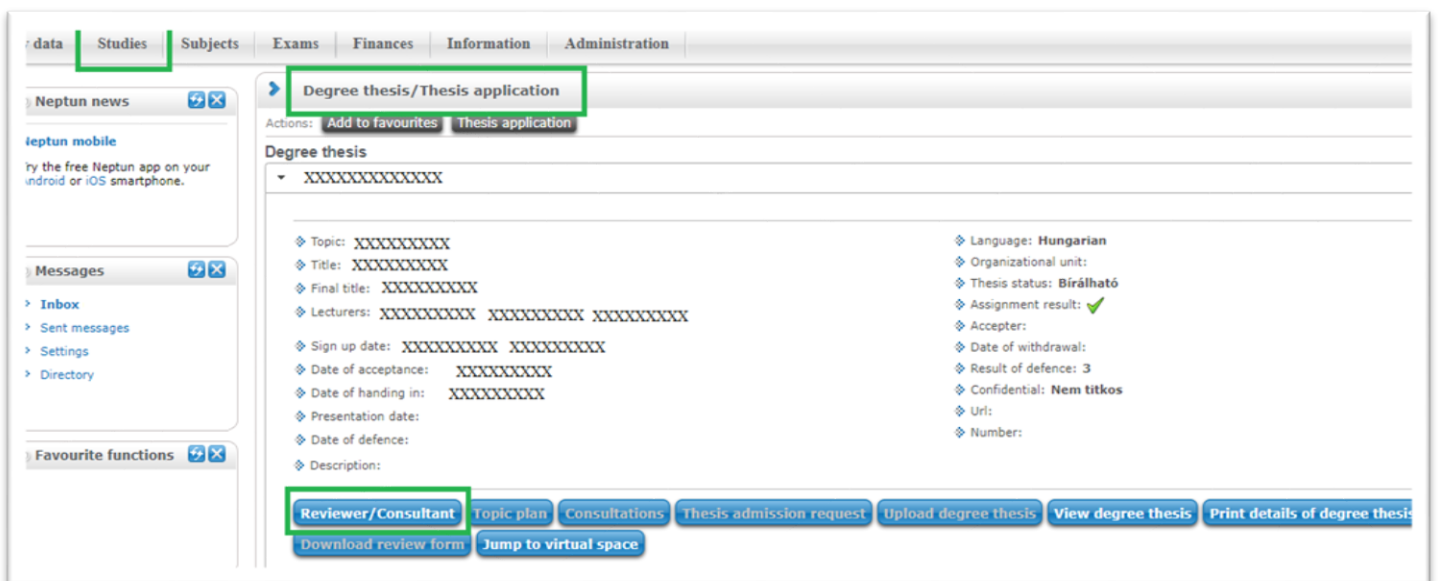 data Studies Subjects Exams Finances Information Administration
Neptun news
Neptun mobile
Try the free Neptun app on your
Android or iOS smartphone.
Messages
Inbox
Sent messages
Settings
Directory
Favourite functions
Degree thesis/Thesis application
Actions: Add to favourites Thesis application
Degree thesis
XXXXXXXXXXXXX
Topic: XXXXXXXXX
Title: XXXXXXXXX
Final title: XXXXXXXXX
Lecturers: XXXXXXXXX XXXXXXXXX XXXXXXXXX
Sign up date: XXXXXXXXX XXXXXXXXX
Date of acceptance: XXXXXXXXX
Date of handing in: XXXXXXXXX
Presentation date:
Date of defence:
Description:
Language: Hungarian
Organizational unit:
Thesis status: Bírálható
Assignment result:
Accepter:
Date of withdrawal:
Result of defence: 3
Confidential: Nem titkos
Url:
Number:
Reviewer/Consultant Topic plan Consultations Thesis admission request Upload degree thesis View degree thesis Print details of degree thesis
Download review form Jump to virtual space